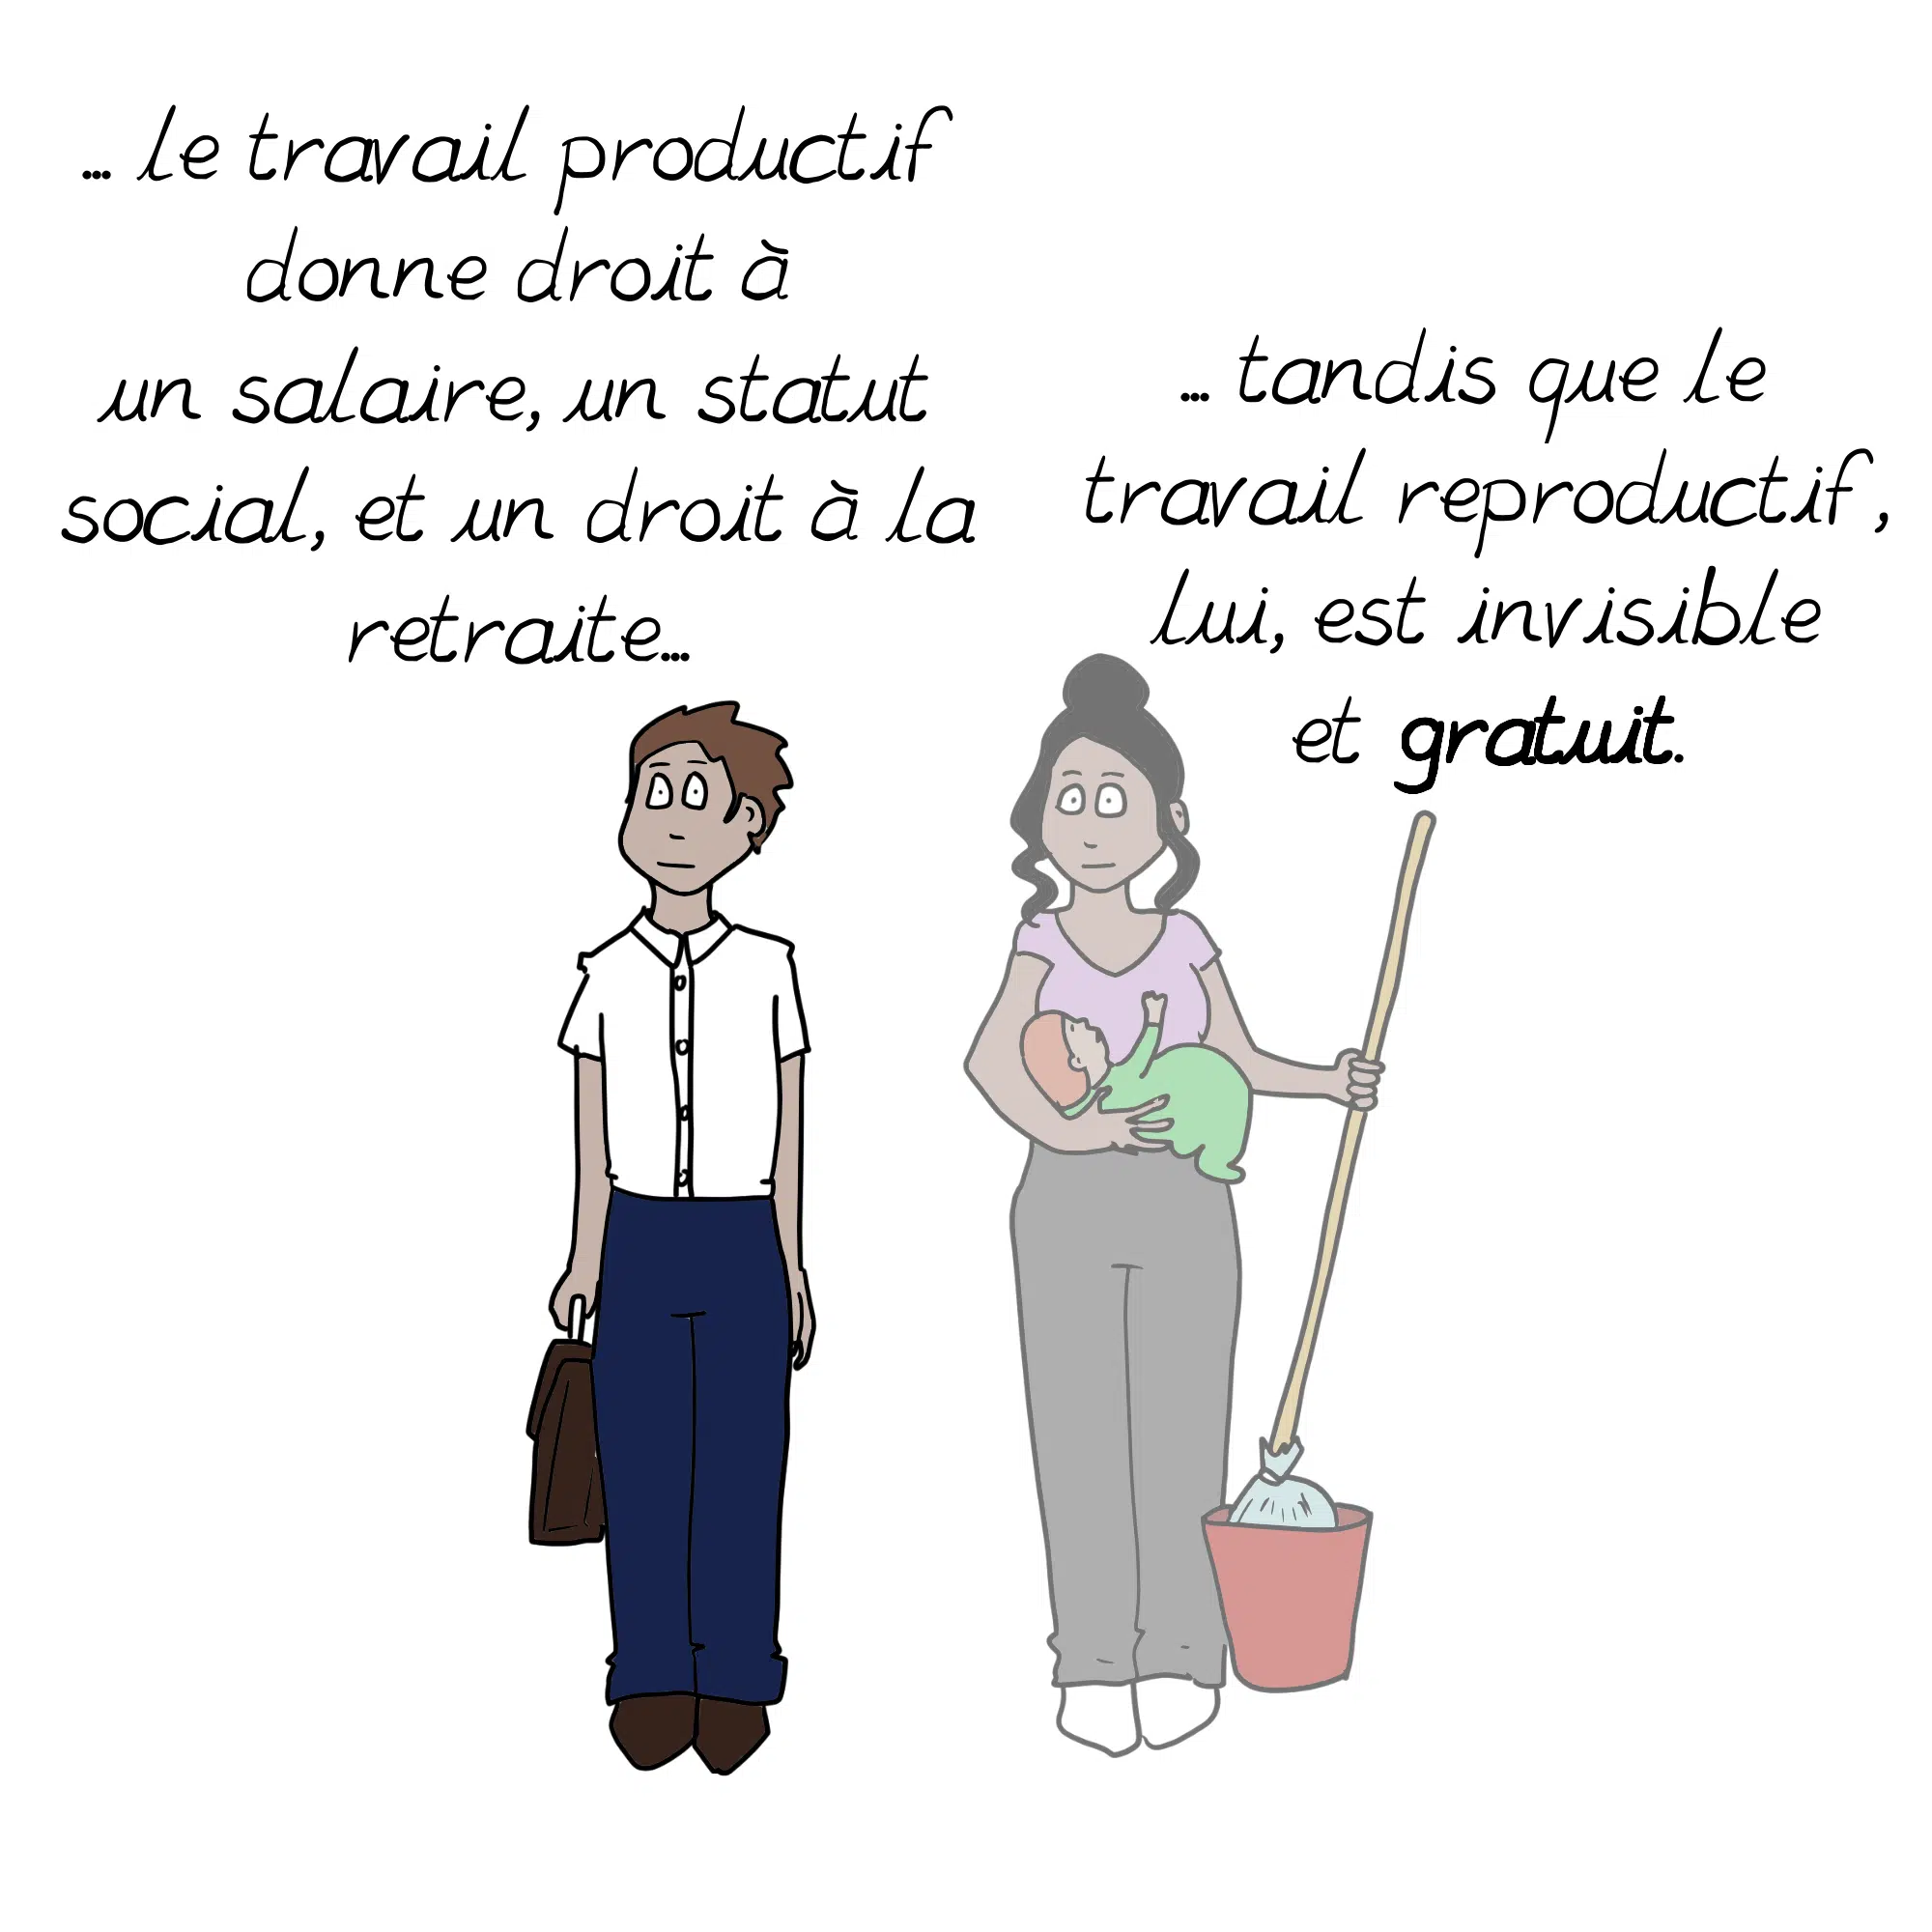 ... le travail productif
donne droit à
un salaire, un statut
social, et un droit à la
retraite...
... tandis que le
travail reproductif,
lui, est invisible
et gratuit.